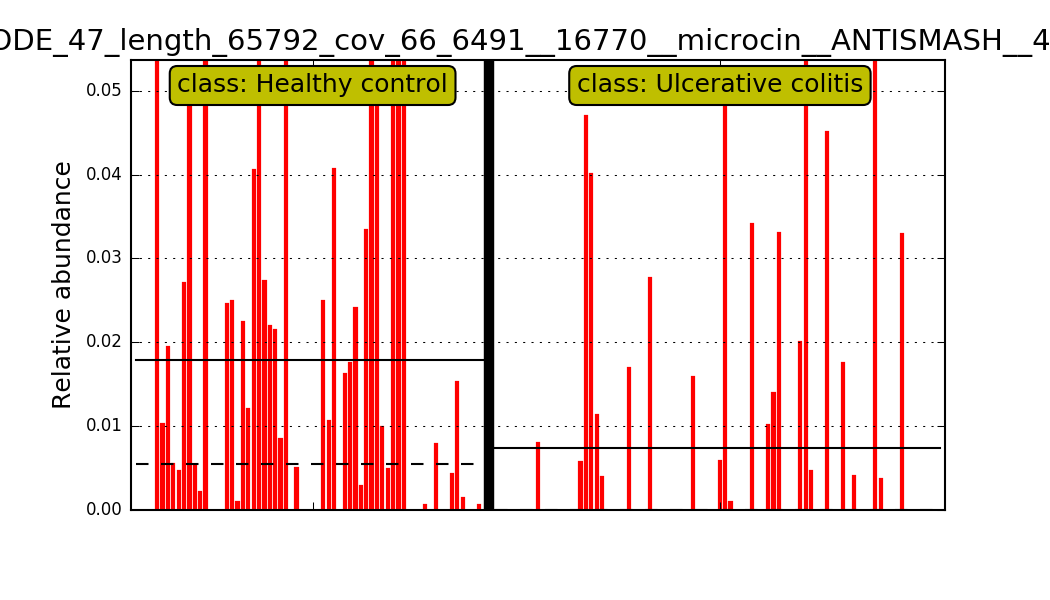 ODE_47_length_65792_cov_66_6491__16770__microcin__ANTISMASH__4
class: Healthy control
class: Ulcerative colitis
Relative abundance
0.05
0.04
0.03
0.02
0.01
0.00